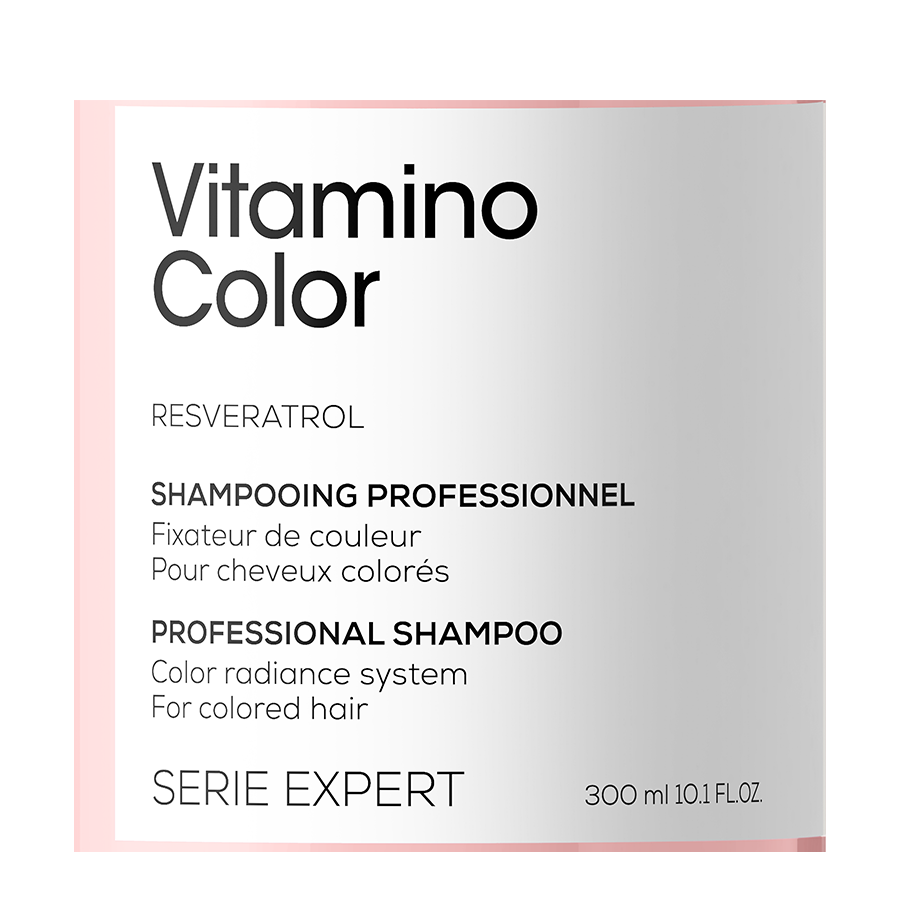 Vitamino
Color
RESVERATROL
SHAMPOOING PROFESSIONNEL
Fixateur de couleur
Pour cheveux colorés
PROFESSIONAL SHAMPOO
Color radiance system
For colored hair
SERIE EXPERT
300 ml 10.1 FL.OZ.